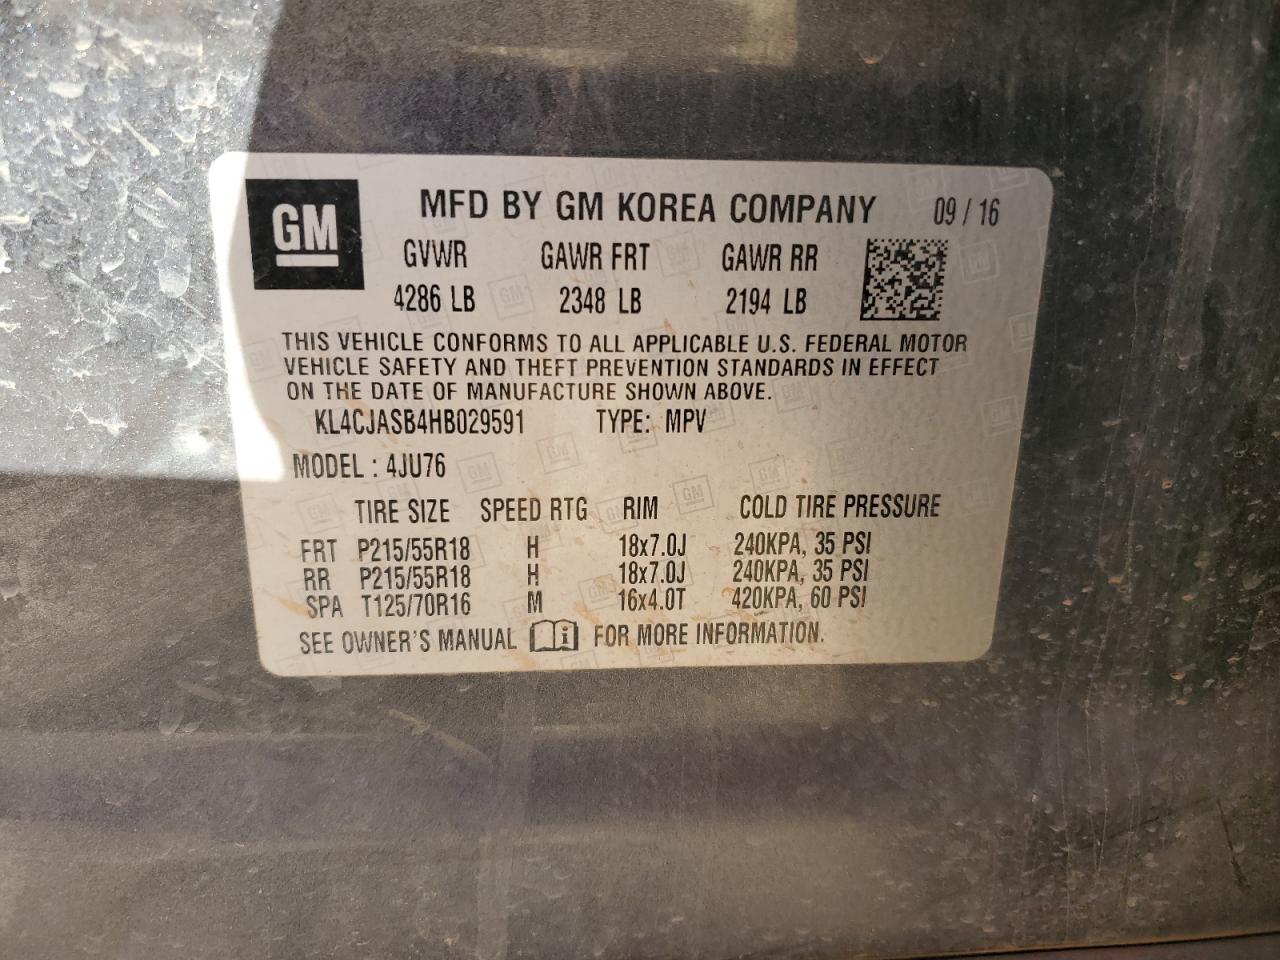 GM MFD BY GM KOREA COMPANY 09 / 16
GVWR GAWR FRT GAWR RR
4286 LB 2348 LB 2194 LB
THIS VEHICLE CONFORMS TO ALL APPLICABLE U.S. FEDERAL MOTOR
VEHICLE SAFETY AND THEFT PREVENTION STANDARDS IN EFFECT
ON THE DATE OF MANUFACTURE SHOWN ABOVE.
KL4CJASB4HB029591 TYPE: MPV
MODEL : 4JU76
TIRE SIZE SPEED RTG RIM COLD TIRE PRESSURE
FRT P215/55R18 H 18x7.0J 240KPA, 35 PSI
RR P215/55R18 H 18x7.0J 240KPA, 35 PSI
SPA T125/70R16 M 16x4.0T 420KPA, 60 PSI
SEE OWNER'S MANUAL i FOR MORE INFORMATION.